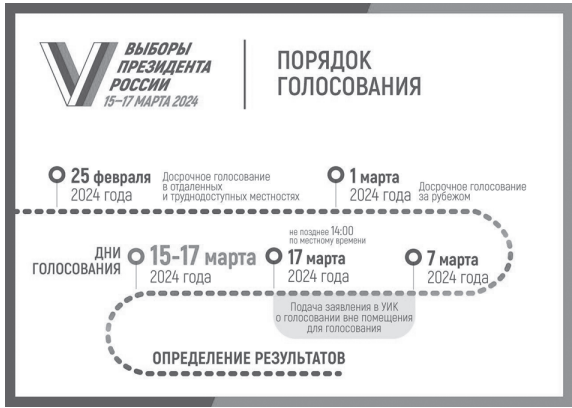 ВЫБОРЫ
ПРЕЗИДЕНТА
РОССИИ
15–17 МАРТА 2024
ПОРЯДОК
ГОЛОСОВАНИЯ
25 февраля
2024 года
Досрочное голосование
в отдаленных
и труднодоступных местностях
1 марта
2024 года
Досрочное голосование
за рубежом
ДНИ
ГОЛОСОВАНИЯ
15-17 марта
2024 года
не позднее 14:00
по местному времени
17 марта
2024 года
7 марта
2024 года
Подача заявления в УИК
о голосовании вне помещения
для голосования
ОПРЕДЕЛЕНИЕ РЕЗУЛЬТАТОВ